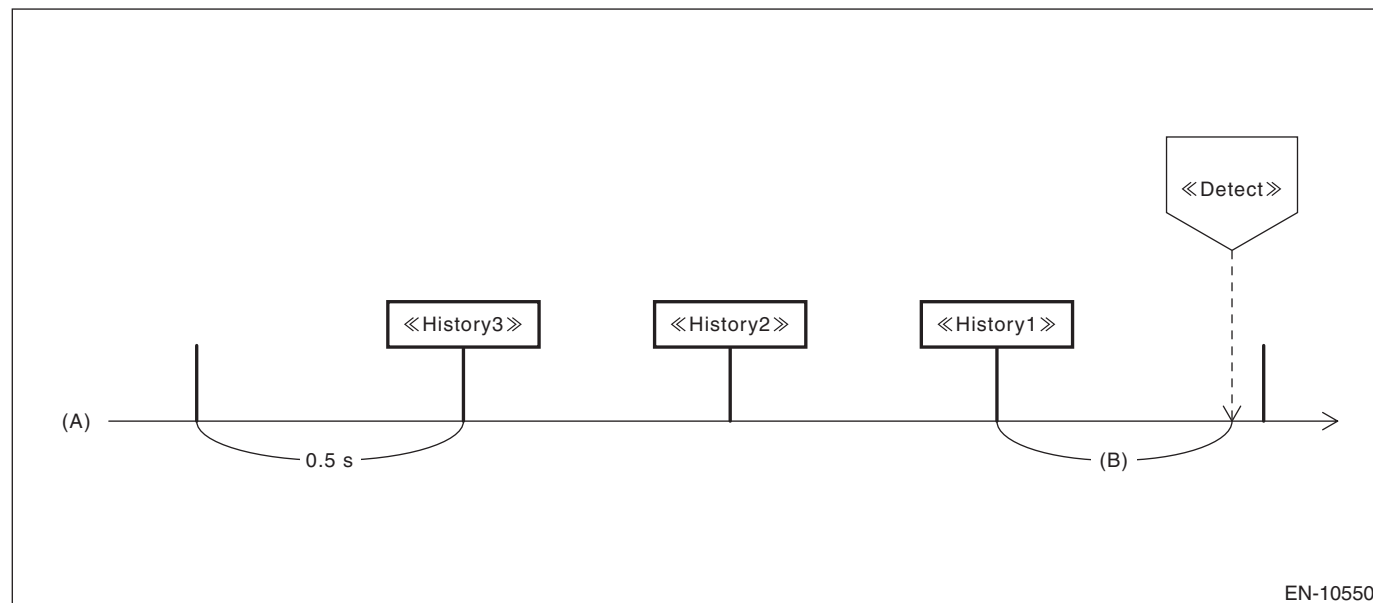 ≪Detect≫
≪History3≫ ≪History2≫ ≪History1≫
(A)
0.5 s (B)
EN-10550